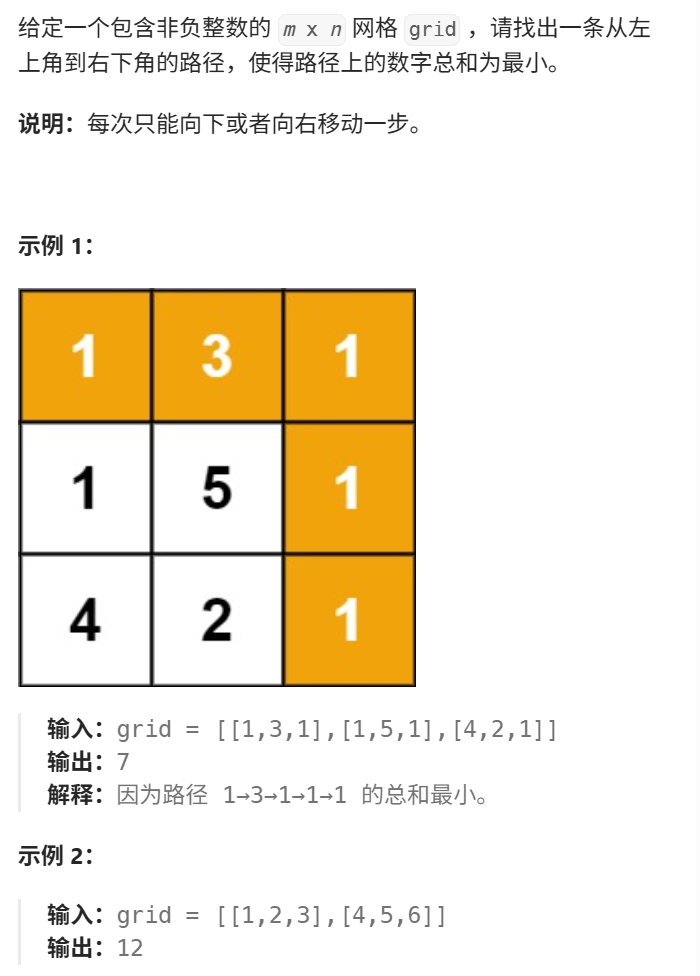 给定一个包含非负整数的 m x n 网格 grid ，请找出一条从左
上角到右下角的路径，使得路径上的数字总和为最小。
说明：每次只能向下或者向右移动一步。
示例 1：
1 3 1
1 5 1
4 2 1
输入：grid = [[1,3,1],[1,5,1],[4,2,1]]
输出：7
解释：因为路径 1→3→1→1→1 的总和最小。
示例 2：
输入：grid = [[1,2,3],[4,5,6]]
输出：12